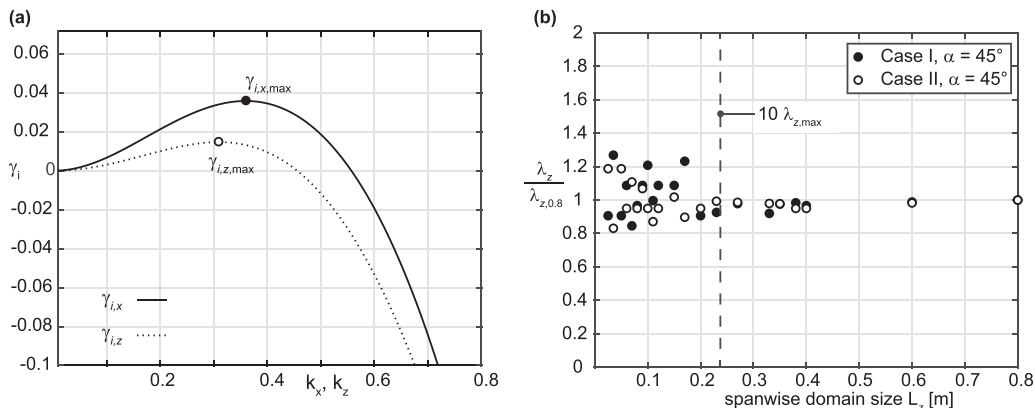 (a)
0.06
0.04
0.02
0
-0.02
-0.04
-0.06
-0.08
-0.1
γi
γi,x,max
γi,z,max
γi,x
γi,z
0.2
0.4
0.6
0.8
kx, kz
(b)
2
1.8
1.6
1.4
1.2
1
0.8
0.6
0.4
0.2
0
λz
λz,0.8
Case I, α = 45°
Case II, α = 45°
10 λz,max
0.1
0.2
0.3
0.4
0.5
0.6
0.7
0.8
spanwise domain size Lz [m]